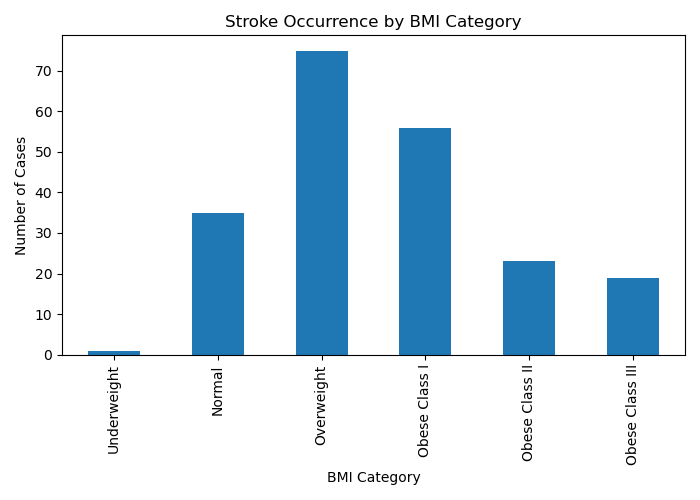 Stroke Occurrence by BMI Category
Number of Cases
70
60
50
40
30
20
10
0
Underweight
Normal
Overweight
Obese Class I
Obese Class II
Obese Class III
BMI Category